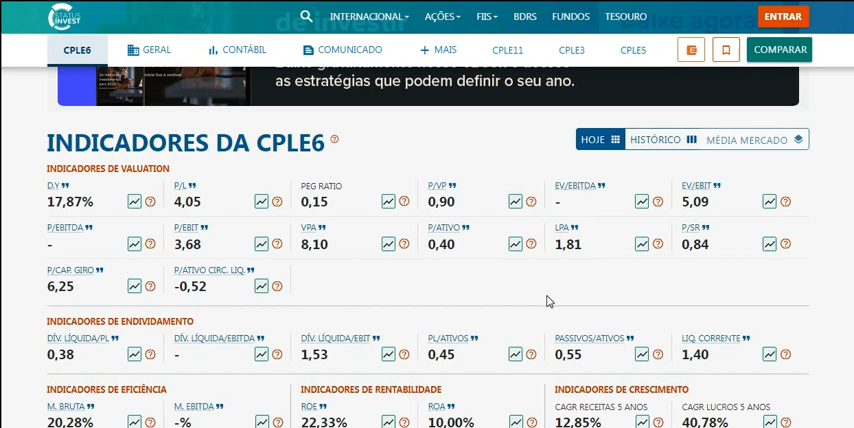 STATUS
INVEST
INTERNACIONAL
AÇÕES
FIIS
BDRS
FUNDOS
TESOURO
ENTRAR
CPLE6
GERAL
CONTÁBIL
COMUNICADO
+ MAIS
CPLE11
CPLE3
CPLE5
COMPARAR
as estratégias que podem definir o seu ano.
INDICADORES DA CPLE6
HOJE
HISTÓRICO
MÉDIA MERCADO
INDICADORES DE VALUATION
D.Y P/L PEG RATIO P/VP EV/EBITDA EV/EBIT
17,87% 4,05 0,15 0,90 - 5,09
P/EBITDA P/EBIT VPA P/ATIVO LPA P/SR
- 3,68 8,10 0,40 1,81 0,84
P/CAP. GIRO P/ATIVO CIRC. LIQ.
6,25 -0,52
INDICADORES DE ENDIVIDAMENTO
DÍV. LÍQUIDA/PL DÍV. LÍQUIDA/EBITDA DÍV. LÍQUIDA/EBIT PL/ATIVOS PASSIVOS/ATIVOS LIQ. CORRENTE
0,38 - 1,53 0,45 0,55 1,40
INDICADORES DE EFICIÊNCIA INDICADORES DE RENTABILIDADE INDICADORES DE CRESCIMENTO
M. BRUTA M. EBITDA ROE ROA CAGR RECEITAS 5 ANOS CAGR LUCROS 5 ANOS
20,28% -% 22,33% 10,00% 12,85% 40,78%